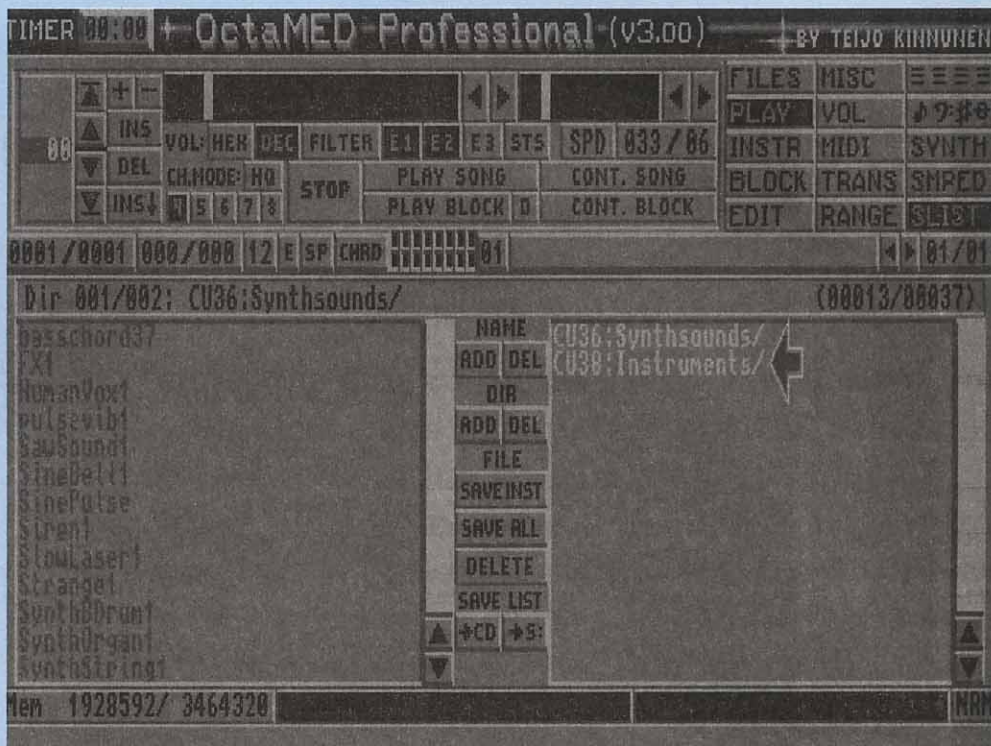 TIMER 00:00 OctaMED Professional (v3.00) BY TEIJO KINNUNEN
+ -
FILES MISC
INS PLAY VOL
00 VOL: HEX DEC FILTER E1 E2 E3 STS SPD 033/06 INSTR MIDI SYNTH
DEL CH.MODE: HQ STOP PLAY SONG CONT. SONG BLOCK TRANS SMPED
INS↓ 5 6 7 8 PLAY BLOCK D CONT. BLOCK EDIT RANGE SLIST
0001/0001 000/000 12 E SP CHRD 01 01/01
Dir 001/002: CU36:Synthsounds/ (00013/00037)
basschord37 NAME CU36:Synthsounds/
FX1 ADD DEL CU38:Instruments/
HumanVox1 DIR
pulsevib1 ADD DEL
SawSound1 FILE
SineBell1 SAVEINST
SinePulse
Siren1 SAVE ALL
SlowLaser1 DELETE
Strange1 SAVE LIST
SynthBDrum1
SynthOrgan1 →CD →S:
SynthString1
Mem 1928592/ 3464320